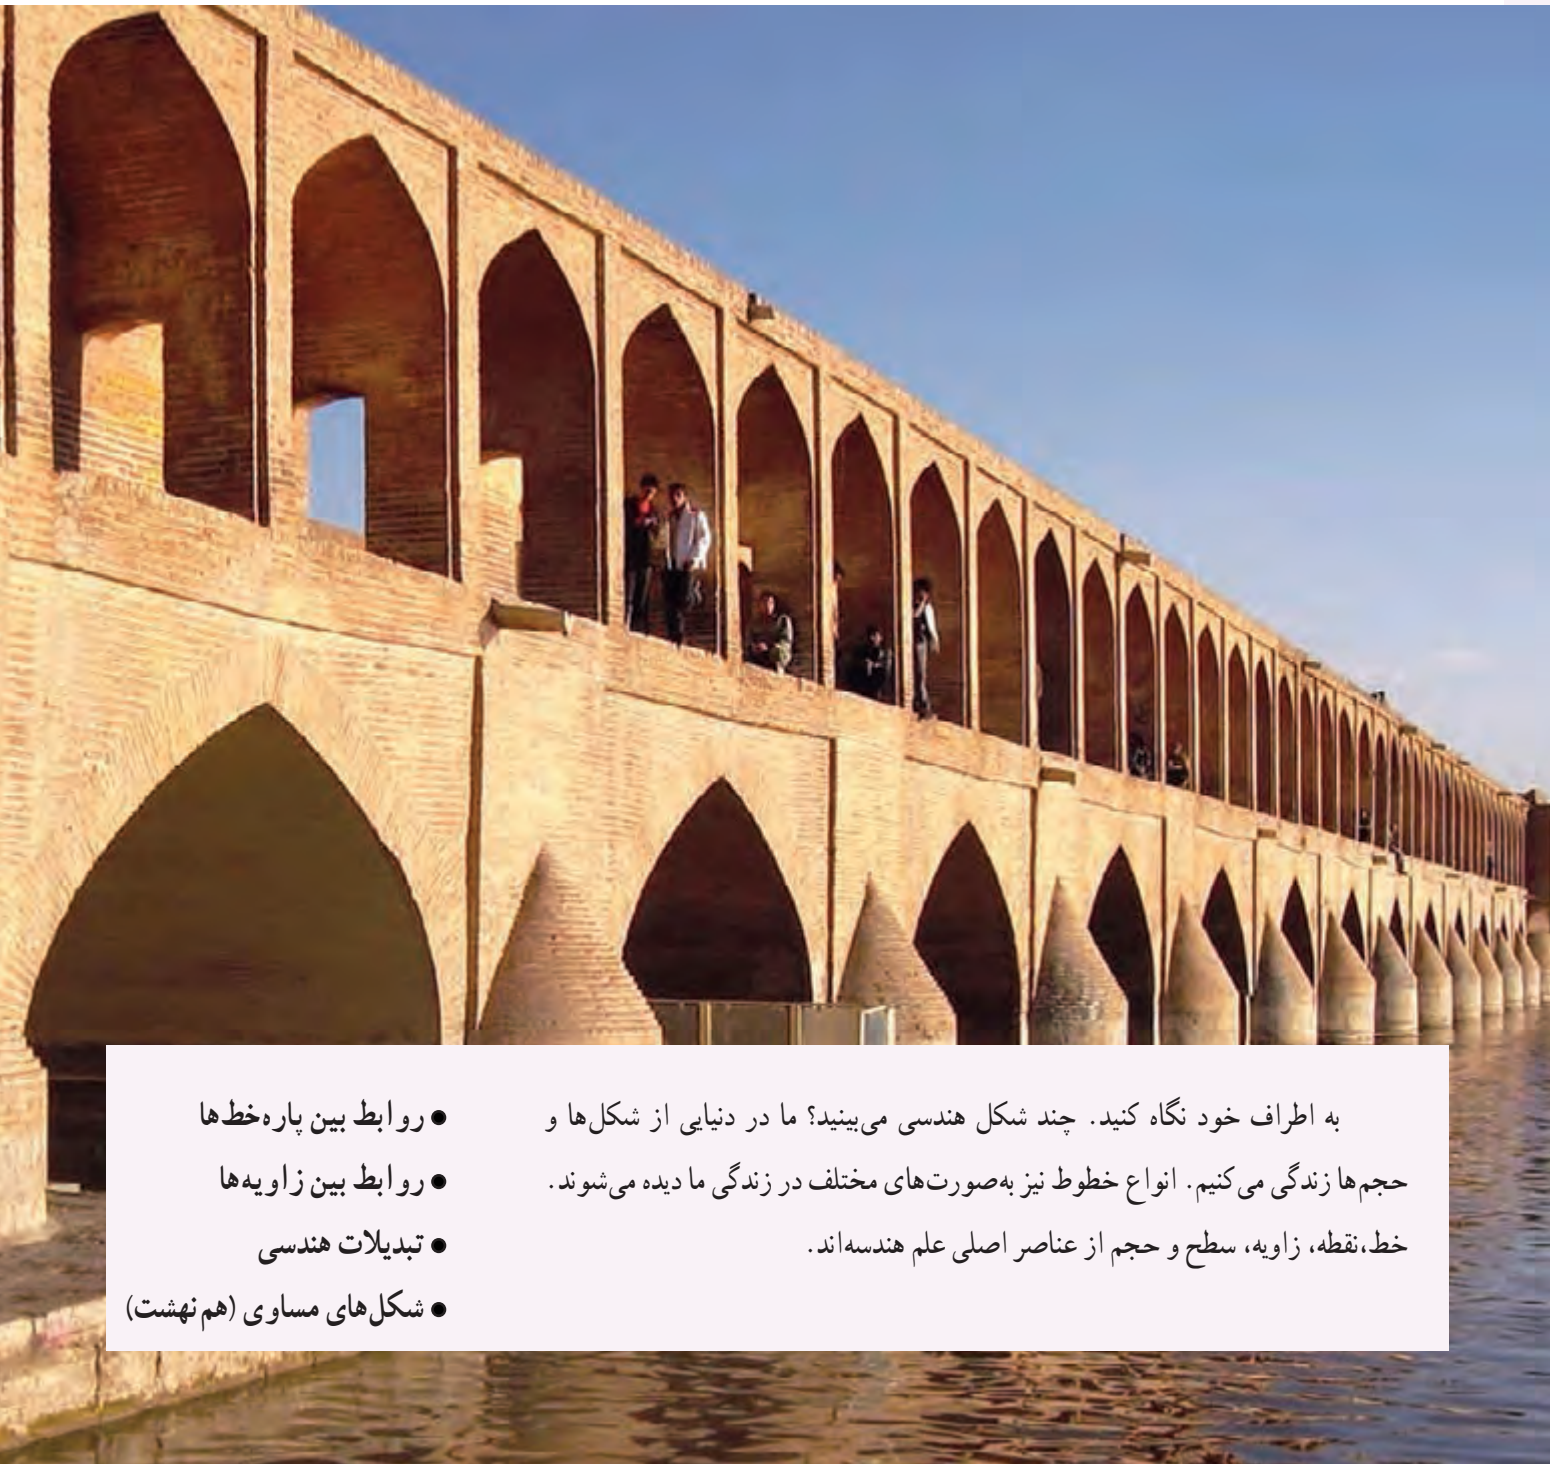 به اطراف خود نگاه کنید. چند شکل هندسی می‌بینید؟ ما در دنیایی از شکل‌ها و
حجم‌ها زندگی می‌کنیم. انواع خطوط نیز به‌صورت‌های مختلف در زندگی ما دیده می‌شوند.
خط،نقطه، زاویه، سطح و حجم از عناصر اصلی علم هندسه‌اند.
● روابط بین پاره‌خط‌ها
● روابط بین زاویه‌ها
● تبدیلات هندسی
● شکل‌های مساوی (هم‌نهشت)